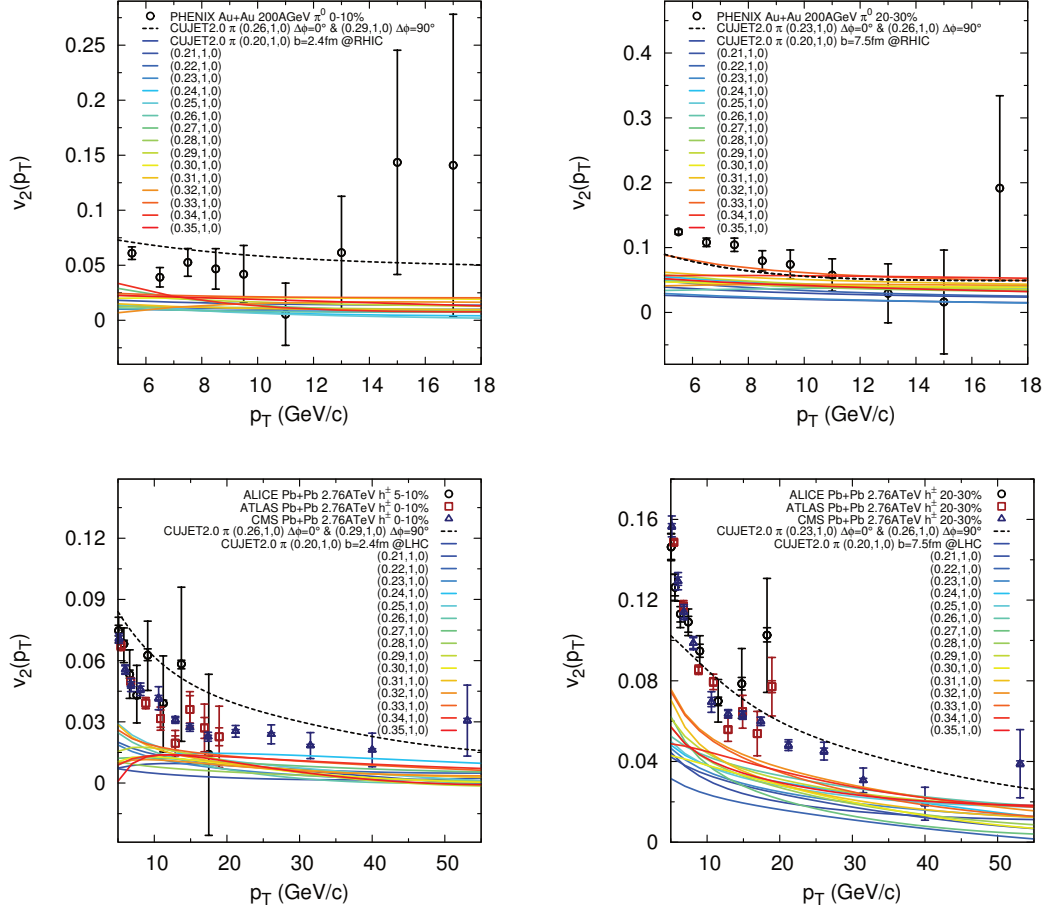 PHENIX Au+Au 200AGeV π⁰ 0-10%
CUJET2.0 π (0.26,1,0) Δϕ=0° & (0.29,1,0) Δϕ=90°
CUJET2.0 π (0.20,1,0) b=2.4fm @RHIC
(0.21,1,0)
(0.22,1,0)
(0.23,1,0)
(0.24,1,0)
(0.25,1,0)
(0.26,1,0)
(0.27,1,0)
(0.28,1,0)
(0.29,1,0)
(0.30,1,0)
(0.31,1,0)
(0.32,1,0)
(0.33,1,0)
(0.34,1,0)
(0.35,1,0)
0.25
0.2
0.15
0.1
0.05
0
v₂(p_T)
6 8 10 12 14 16 18
p_T (GeV/c)
PHENIX Au+Au 200AGeV π⁰ 20-30%
CUJET2.0 π (0.23,1,0) Δϕ=0° & (0.26,1,0) Δϕ=90°
CUJET2.0 π (0.20,1,0) b=7.5fm @RHIC
(0.21,1,0)
(0.22,1,0)
(0.23,1,0)
(0.24,1,0)
(0.25,1,0)
(0.26,1,0)
(0.27,1,0)
(0.28,1,0)
(0.29,1,0)
(0.30,1,0)
(0.31,1,0)
(0.32,1,0)
(0.33,1,0)
(0.34,1,0)
(0.35,1,0)
0.4
0.3
0.2
0.1
0
v₂(p_T)
6 8 10 12 14 16 18
p_T (GeV/c)
ALICE Pb+Pb 2.76ATeV h± 5-10%
ATLAS Pb+Pb 2.76ATeV h± 0-10%
CMS Pb+Pb 2.76ATeV h± 0-10%
CUJET2.0 π (0.26,1,0) Δϕ=0° & (0.29,1,0) Δϕ=90°
CUJET2.0 π (0.20,1,0) b=2.4fm @LHC
(0.21,1,0)
(0.22,1,0)
(0.23,1,0)
(0.24,1,0)
(0.25,1,0)
(0.26,1,0)
(0.27,1,0)
(0.28,1,0)
(0.29,1,0)
(0.30,1,0)
(0.31,1,0)
(0.32,1,0)
(0.33,1,0)
(0.34,1,0)
(0.35,1,0)
0.12
0.09
0.06
0.03
0
v₂(p_T)
10 20 30 40 50
p_T (GeV/c)
ALICE Pb+Pb 2.76ATeV h± 20-30%
ATLAS Pb+Pb 2.76ATeV h± 20-30%
CMS Pb+Pb 2.76ATeV h± 20-30%
CUJET2.0 π (0.23,1,0) Δϕ=0° & (0.26,1,0) Δϕ=90°
CUJET2.0 π (0.20,1,0) b=7.5fm @LHC
(0.21,1,0)
(0.22,1,0)
(0.23,1,0)
(0.24,1,0)
(0.25,1,0)
(0.26,1,0)
(0.27,1,0)
(0.28,1,0)
(0.29,1,0)
(0.30,1,0)
(0.31,1,0)
(0.32,1,0)
(0.33,1,0)
(0.34,1,0)
(0.35,1,0)
0.16
0.12
0.08
0.04
0
v₂(p_T)
10 20 30 40 50
p_T (GeV/c)